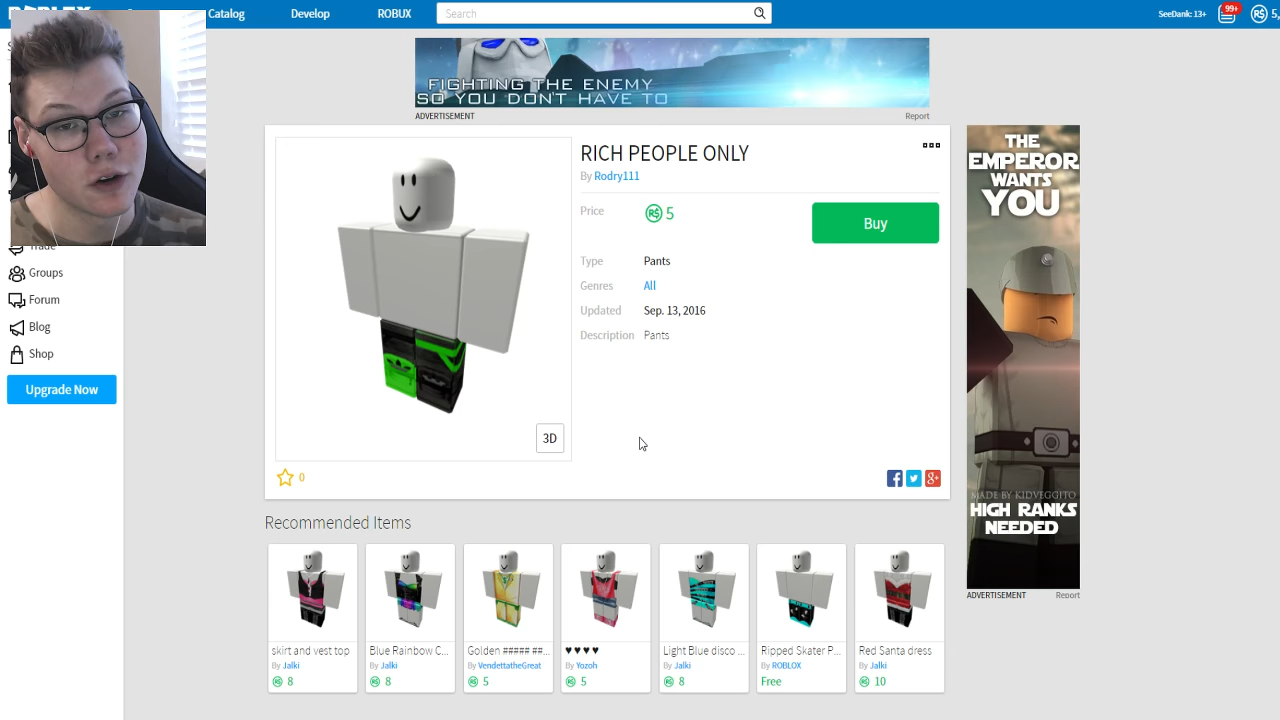 Catalog
Develop
ROBUX
Search
SeeDank: 13+
99+
5,
FIGHTING THE ENEMY
SO YOU DON'T HAVE TO
ADVERTISEMENT
Report
RICH PEOPLE ONLY
By Rodry111
Price
R$ 5
Buy
Type
Pants
Genres
All
Updated
Sep. 13, 2016
Description
Pants
3D
0
Trade
Groups
Forum
Blog
Shop
Upgrade Now
THE
EMPEROR
WANTS
YOU
MADE BY KIDVEGGITO
HIGH RANKS
NEEDED
ADVERTISEMENT
Report
Recommended Items
skirt and vest top
By Jalki
R$ 8
Blue Rainbow C...
By Jalki
R$ 8
Golden ##### ##...
By VendettatheGreat
R$ 5
♥ ♥ ♥ ♥
By Yozoh
R$ 5
Light Blue disco ...
By Jalki
R$ 8
Ripped Skater P...
By ROBLOX
Free
Red Santa dress
By Jalki
R$ 10